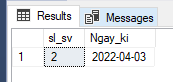 Results Messages
sl_sv Ngay_ki
1 2 2022-04-03